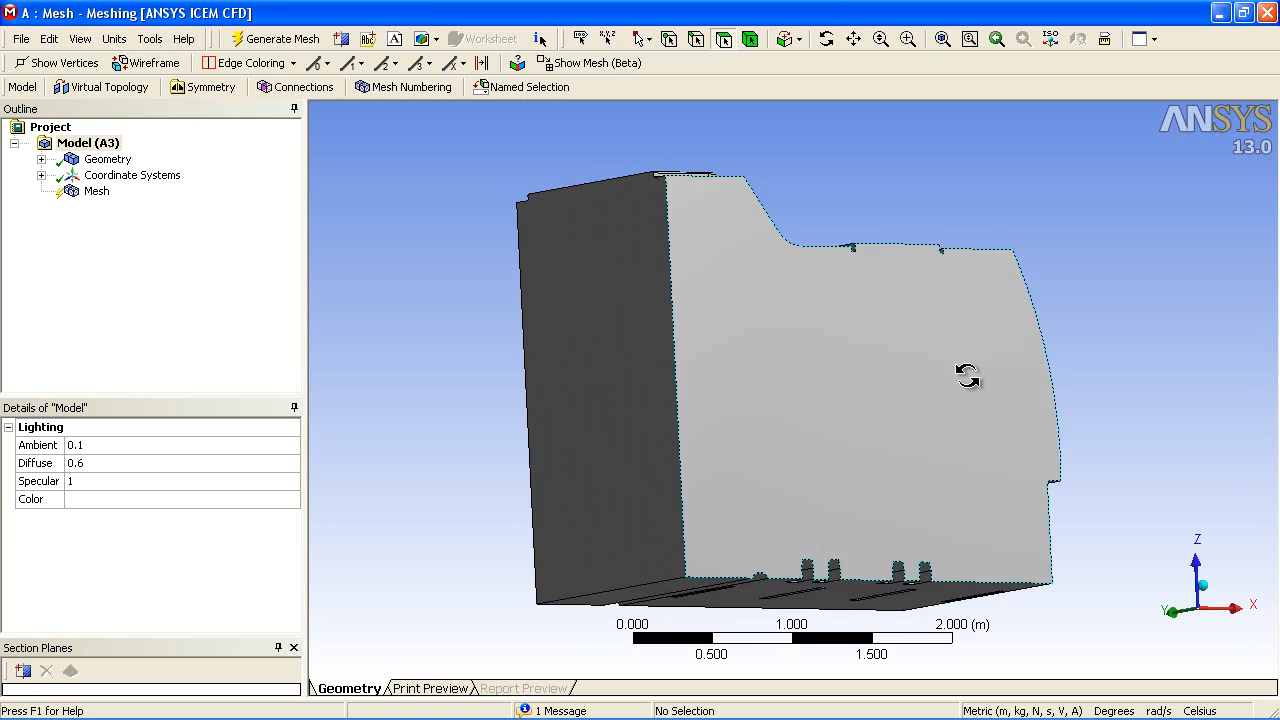 A : Mesh - Meshing [ANSYS ICEM CFD]
File Edit View Units Tools Help Generate Mesh A Worksheet
Show Vertices Wireframe Edge Coloring Show Mesh (Beta)
Model Virtual Topology Symmetry Connections Mesh Numbering Named Selection
Outline
Project
Model (A3)
Geometry
Coordinate Systems
Mesh
ANSYS
13.0
Details of "Model"
Lighting
Ambient 0.1
Diffuse 0.6
Specular 1
Color
Z
X
Y
0.000 1.000 2.000 (m)
0.500 1.500
Section Planes
Geometry Print Preview Report Preview
Press F1 for Help 1 Message No Selection Metric (m, kg, N, s, V, A) Degrees rad/s Celsius